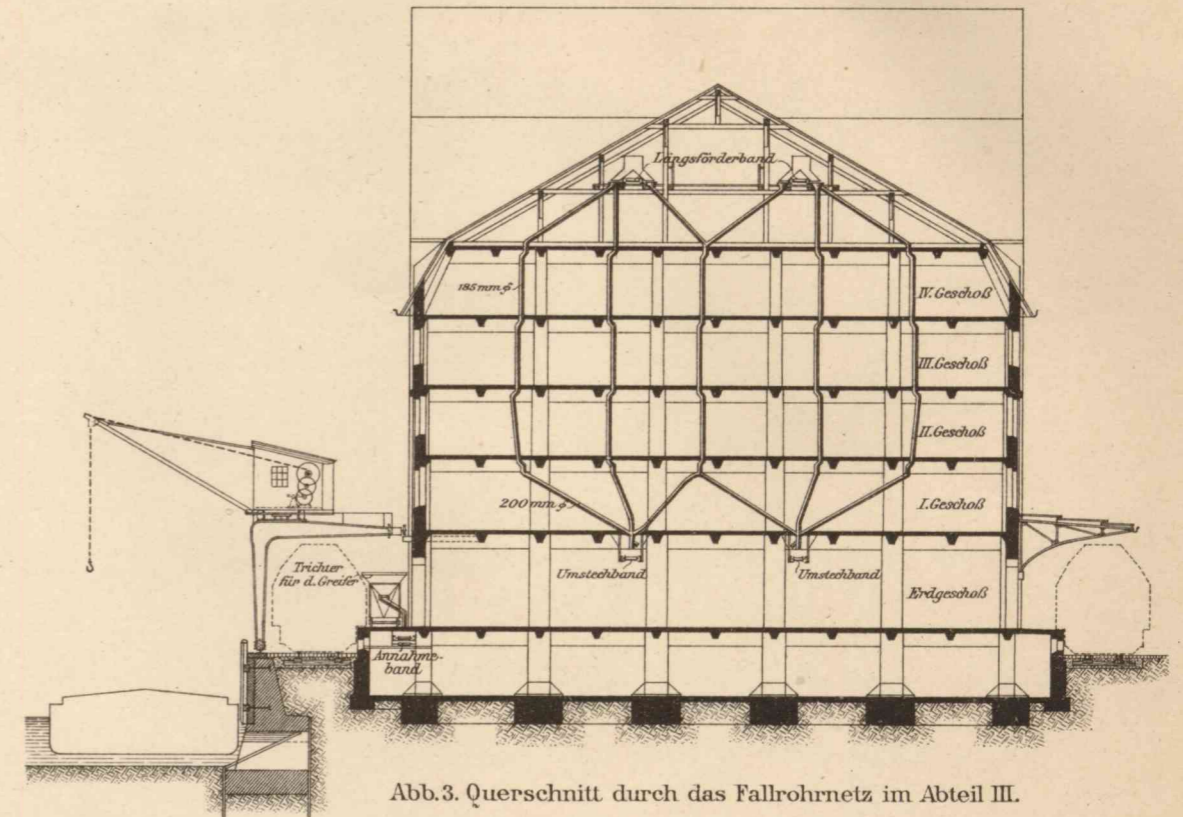 Längsförderband
185 mm ⌀
IV. Geschoß
III. Geschoß
II. Geschoß
200 mm ⌀
I. Geschoß
Trichter
für d. Greifer
Umstechband
Umstechband
Erdgeschoß
Annahme-
band
Abb. 3. Querschnitt durch das Fallrohrnetz im Abteil III.